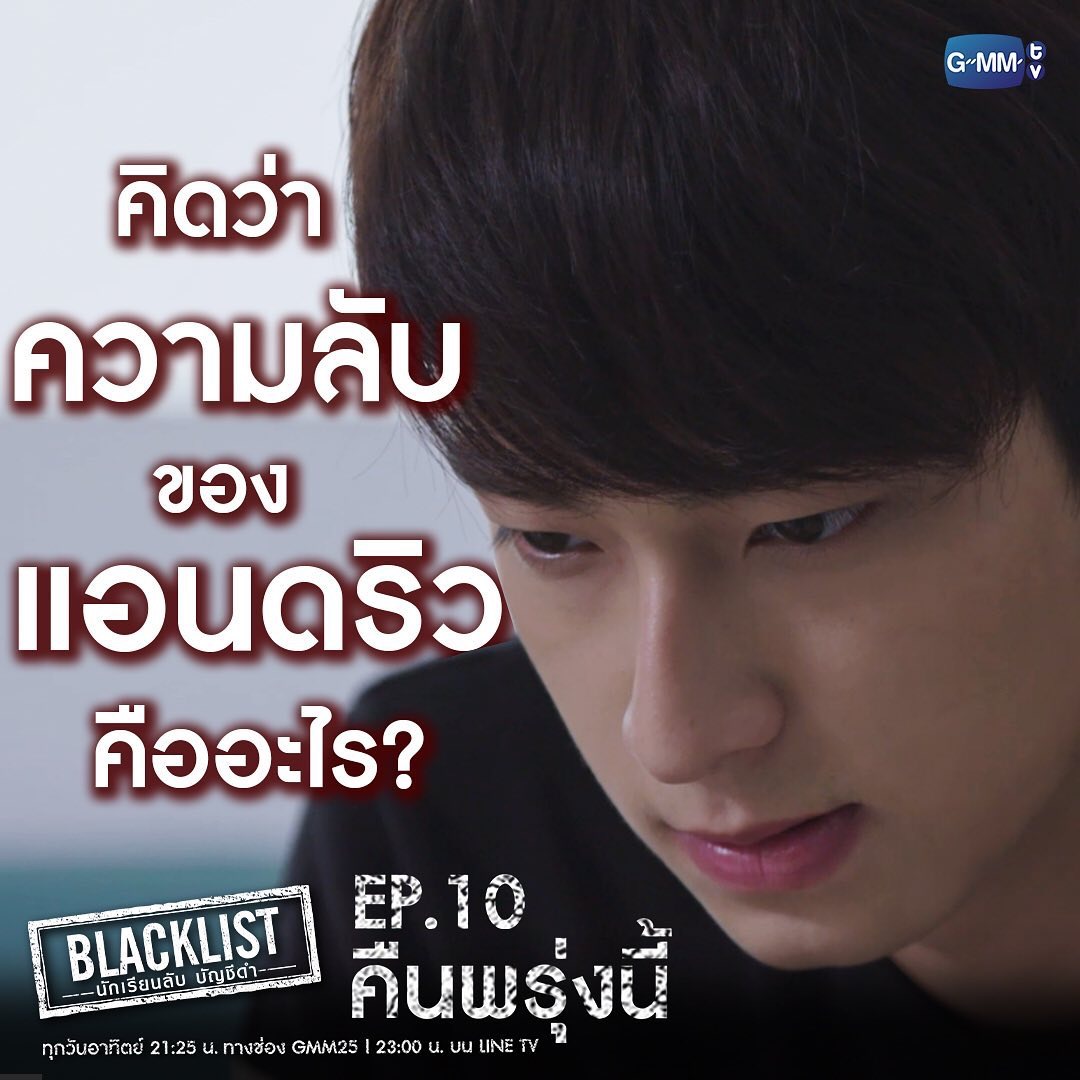 GMM
tv
คิดว่า
ความลับ
ของ
แอนดริว
คืออะไร?
EP.10
คืนพรุ่งนี้
BLACKLIST
นักเรียนลับ บัญชีดำ
ทุกวันอาทิตย์ 21:25 น. ทางช่อง GMM25 | 23:00 น. บน LINE TV